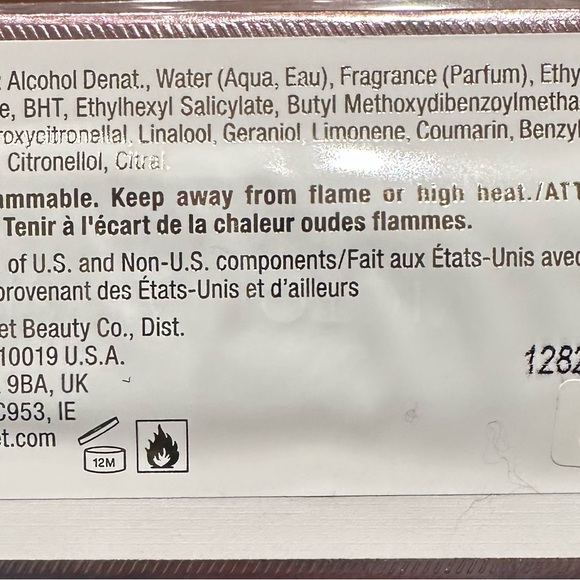 : Alcohol Denat., Water (Aqua, Eau), Fragrance (Parfum), Ethy
e, BHT, Ethylhexyl Salicylate, Butyl Methoxydibenzoylmetha
roxycitronellal, Linalool, Geraniol Limonene, Coumarin, Benzyl
Citronellol, Citral
ammable. Keep away from flame or high heat./ATT
Tenir à l'écart de la chaleur oudes flammes.
of U.S. and Non-U.S. components/Fait aux États-Unis avec
provenant des États-Unis et d'ailleurs
et Beauty Co., Dist.
10019 U.S.A.
9BA, UK
C953, IE
et.com
1282
12M